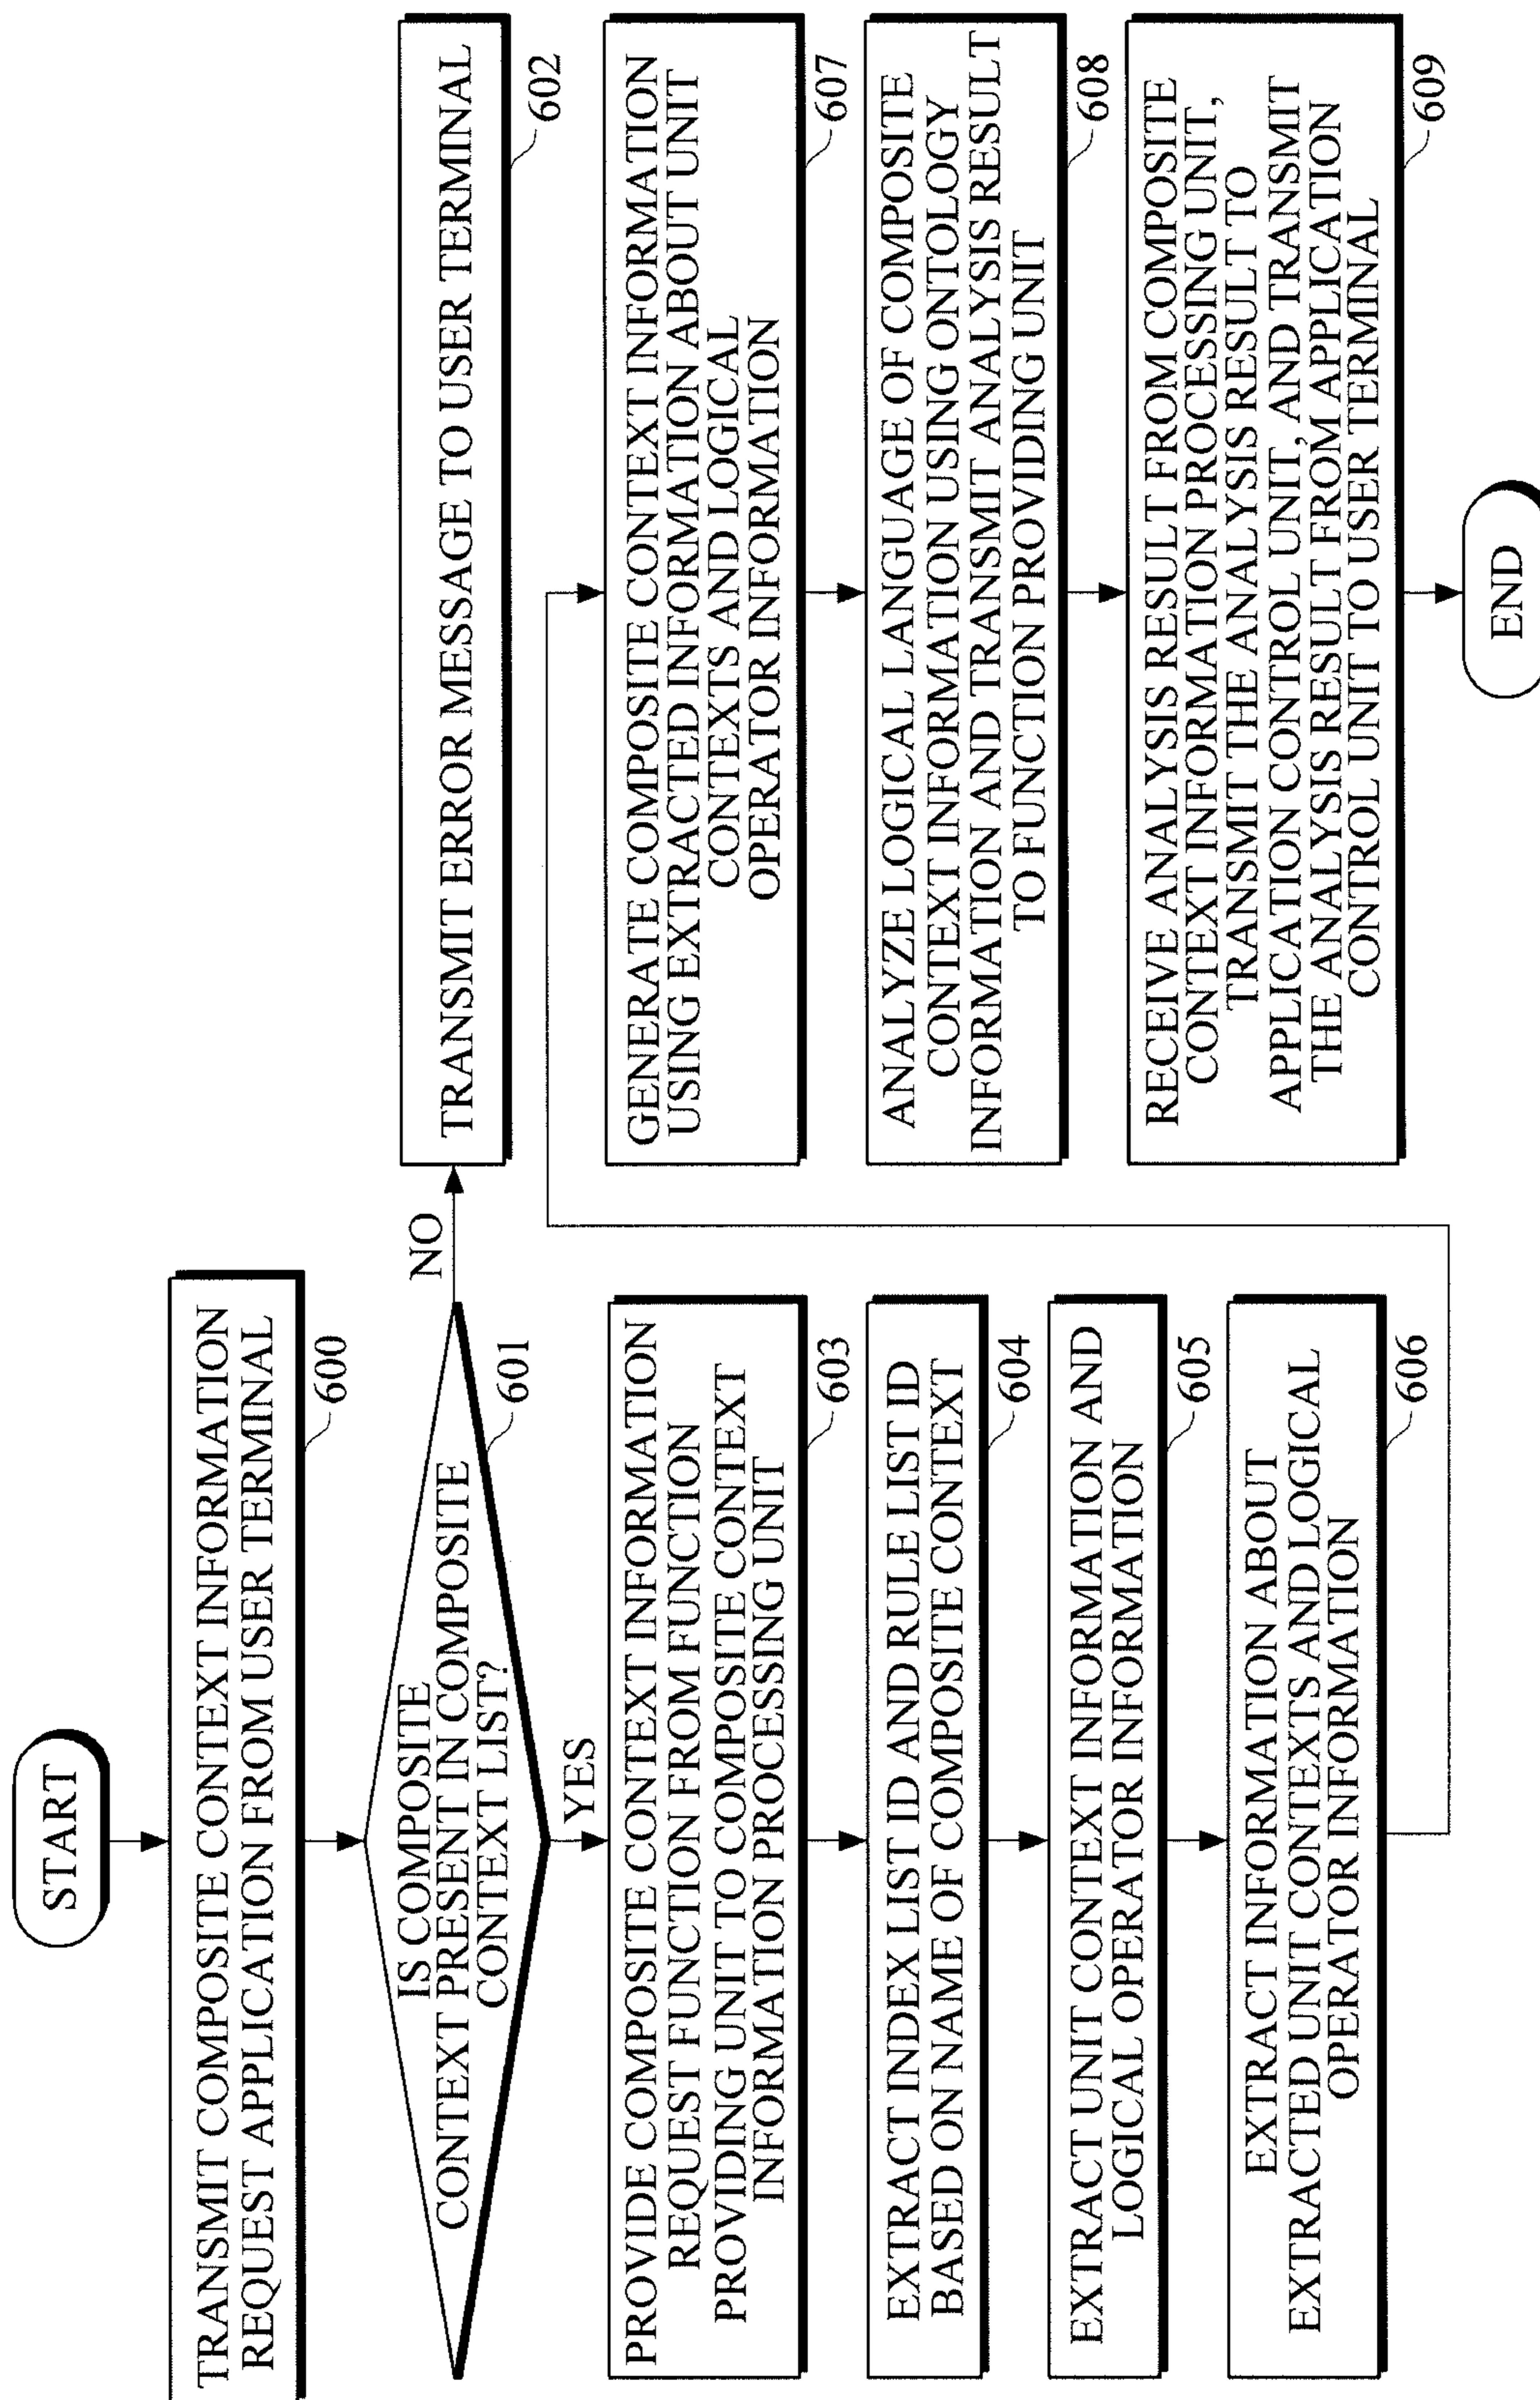 START
TRANSMIT COMPOSITE CONTEXT INFORMATION
REQUEST APPLICATION FROM USER TERMINAL
600
IS COMPOSITE
CONTEXT PRESENT IN COMPOSITE
CONTEXT LIST?
601
NO
TRANSMIT ERROR MESSAGE TO USER TERMINAL
602
YES
PROVIDE COMPOSITE CONTEXT INFORMATION
REQUEST FUNCTION FROM FUNCTION
PROVIDING UNIT TO COMPOSITE CONTEXT
INFORMATION PROCESSING UNIT
603
EXTRACT INDEX LIST ID AND RULE LIST ID
BASED ON NAME OF COMPOSITE CONTEXT
604
EXTRACT UNIT CONTEXT INFORMATION AND
LOGICAL OPERATOR INFORMATION
605
EXTRACT INFORMATION ABOUT
EXTRACTED UNIT CONTEXTS AND LOGICAL
OPERATOR INFORMATION
606
GENERATE COMPOSITE CONTEXT INFORMATION
USING EXTRACTED INFORMATION ABOUT UNIT
CONTEXTS AND LOGICAL
OPERATOR INFORMATION
607
ANALYZE LOGICAL LANGUAGE OF COMPOSITE
CONTEXT INFORMATION USING ONTOLOGY
INFORMATION AND TRANSMIT ANALYSIS RESULT
TO FUNCTION PROVIDING UNIT
608
RECEIVE ANALYSIS RESULT FROM COMPOSITE
CONTEXT INFORMATION PROCESSING UNIT,
TRANSMIT THE ANALYSIS RESULT TO
APPLICATION CONTROL UNIT, AND TRANSMIT
THE ANALYSIS RESULT FROM APPLICATION
CONTROL UNIT TO USER TERMINAL
609
END